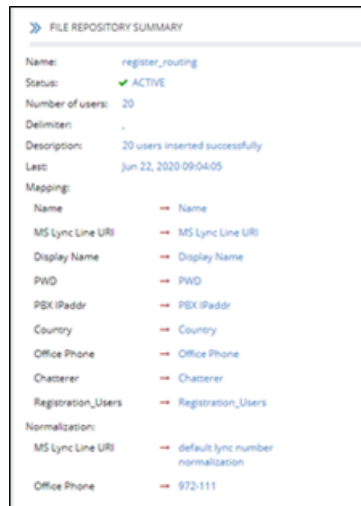 FILE REPOSITORY SUMMARY
Name: register_routing
Status: ACTIVE
Number of users: 20
Delimiter: ,
Description: 20 users inserted successfully
Last: Jun 22, 2020 09:04:05
Mapping:
Name → Name
MS Lync Line URI → MS Lync Line URI
Display Name → Display Name
PWD → PWD
PBX IPaddr → PBX IPaddr
Country → Country
Office Phone → Office Phone
Chatterer → Chatterer
Registration_Users → Registration_Users
Normalization:
MS Lync Line URI → default lync number
normalization
Office Phone → 972-111